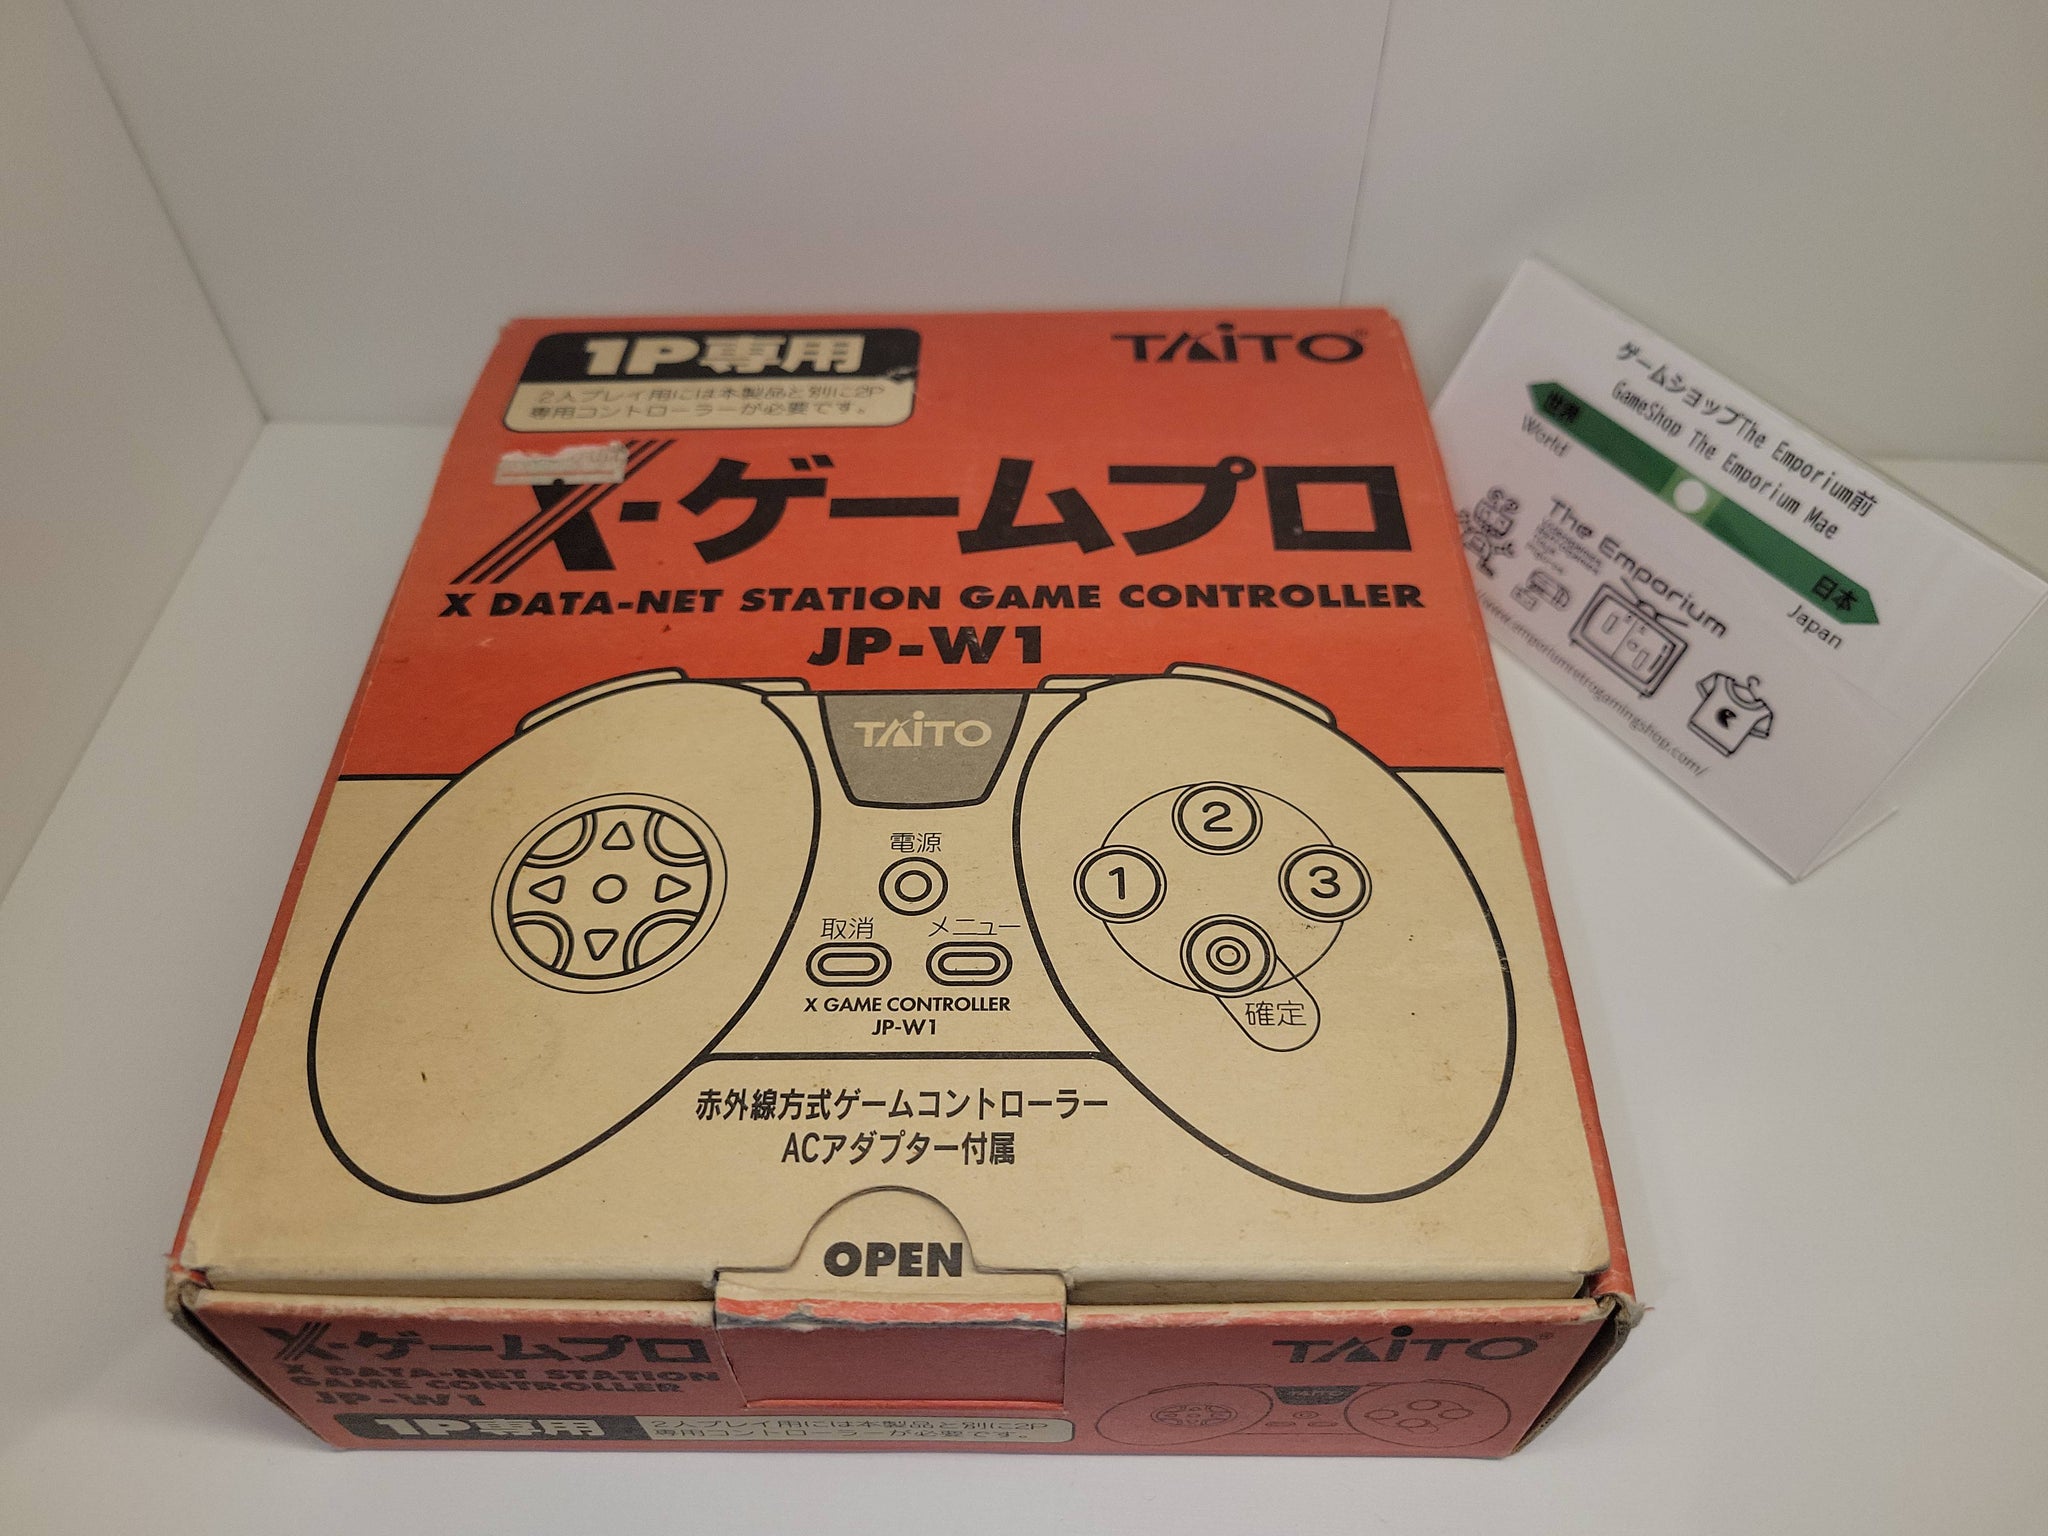 1P専用
2人プレイ用には本製品と別に2P
専用コントローラーが必要です。
TAiTO®
X-ゲームプロ
X DATA-NET STATION GAME CONTROLLER
JP-W1
TAiTO
電源
取消
メニュー
X GAME CONTROLLER
JP-W1
1
2
3
確定
赤外線方式ゲームコントローラー
ACアダプター付属
OPEN
X-ゲームプロ
X DATA-NET STATION
GAME CONTROLLER
JP-W1
1P専用
2人プレイ用には本製品と別に2P
専用コントローラーが必要です。
TAiTO®
TAiTO
ゲームショップThe Emporium前
GameShop The Emporium Mae
世界
World
日本
Japan
The Emporium
www.emporiumretrogamingshop.com/